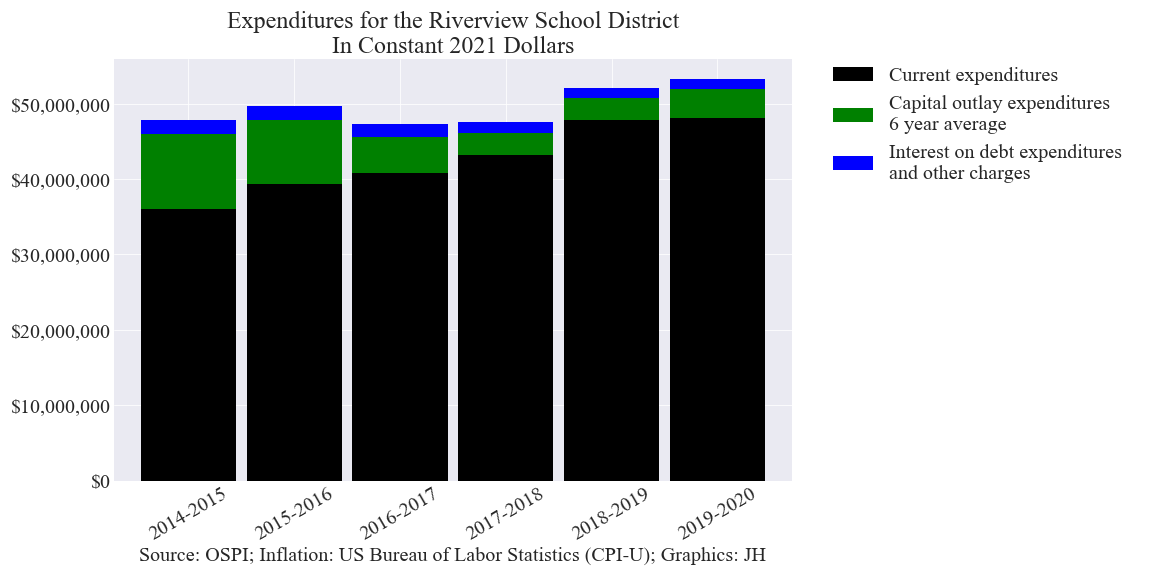 Expenditures for the Riverview School District
In Constant 2021 Dollars
Current expenditures
Capital outlay expenditures
6 year average
Interest on debt expenditures
and other charges
$50,000,000
$40,000,000
$30,000,000
$20,000,000
$10,000,000
$0
2014-2015
2015-2016
2016-2017
2017-2018
2018-2019
2019-2020
Source: OSPI; Inflation: US Bureau of Labor Statistics (CPI-U); Graphics: JH